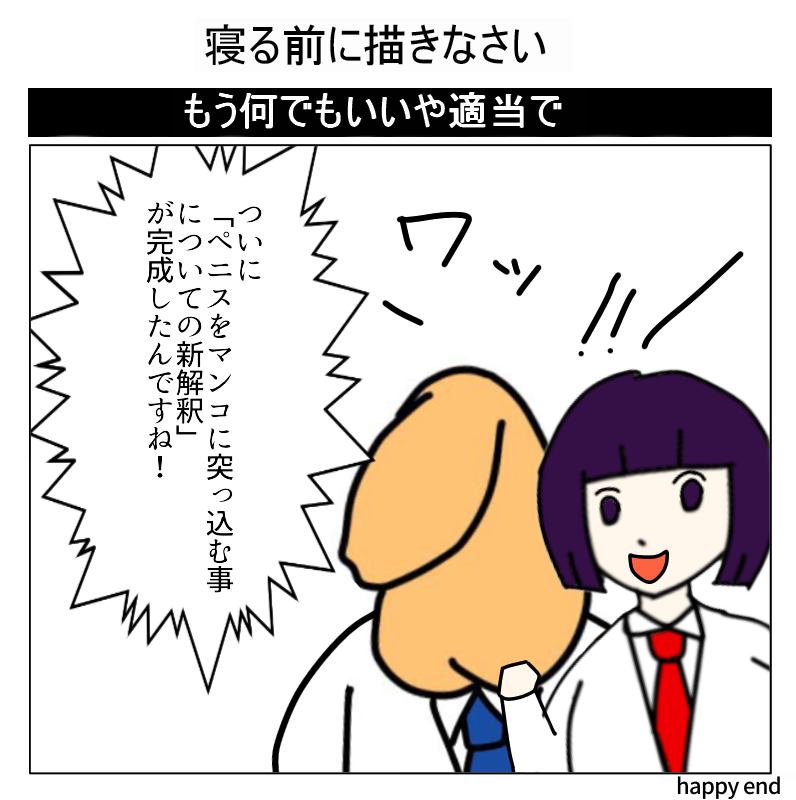 寝る前に描きなさい
もう何でもいいや適当で
ついに
「ペニスをマンコに突っ込む事
についての新解釈」
が完成したんですね！
ワッ!!
happy end